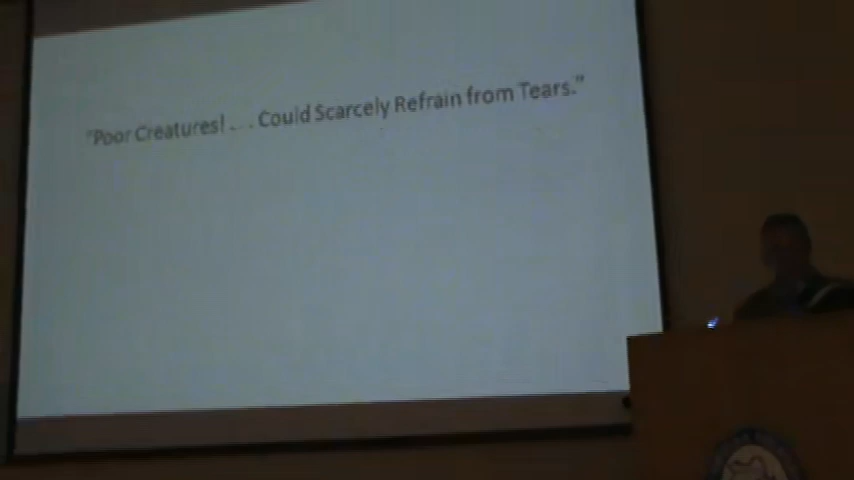 "Poor Creatures! . . . Could Scarcely Refrain from Tears."